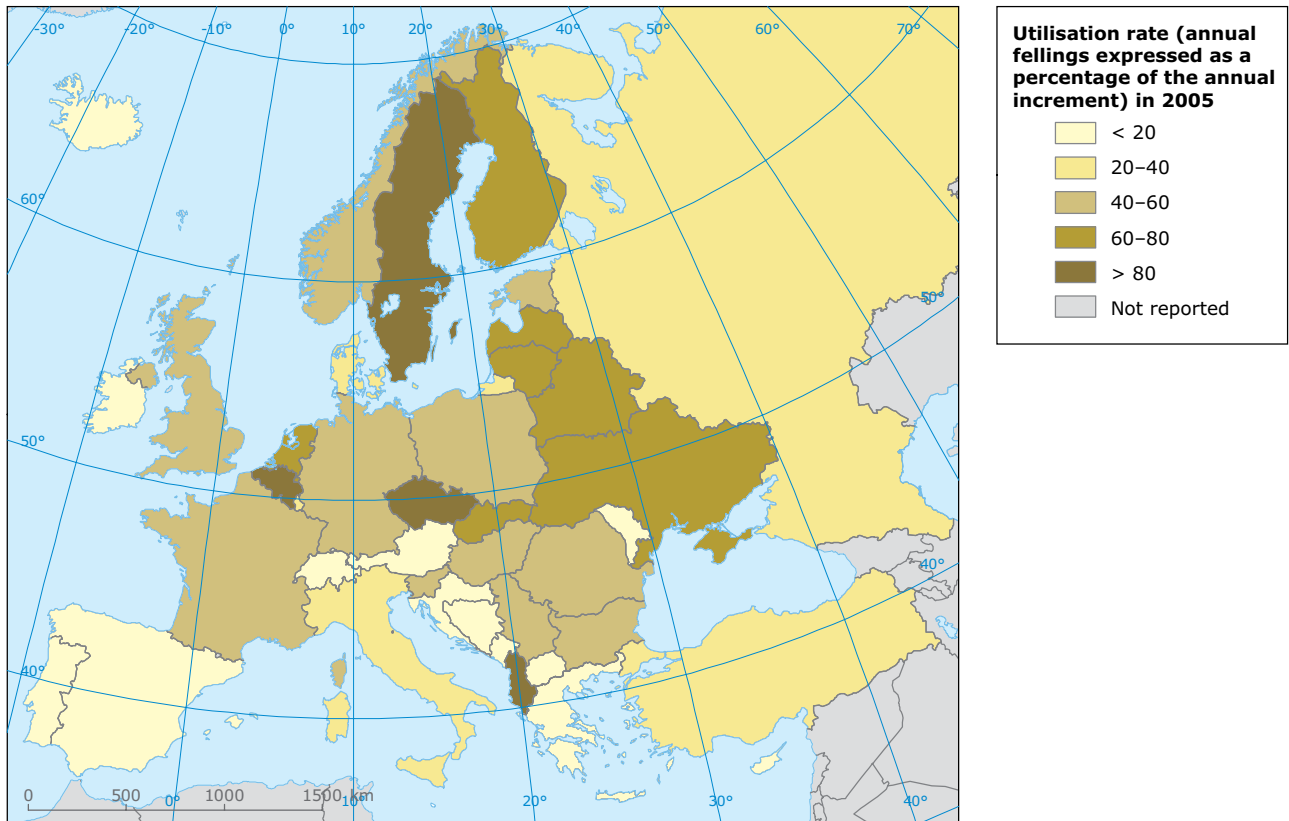 -30° -20° -10° 0° 10° 20° 30° 40° 50° 60° 70°
60°
60°
50°
50°
40°
40°
0 500 1000 1500 km
0° 10° 20° 30° 40°
Utilisation rate (annual
fellings expressed as a
percentage of the annual
increment) in 2005
< 20
20–40
40–60
60–80
> 80
Not reported